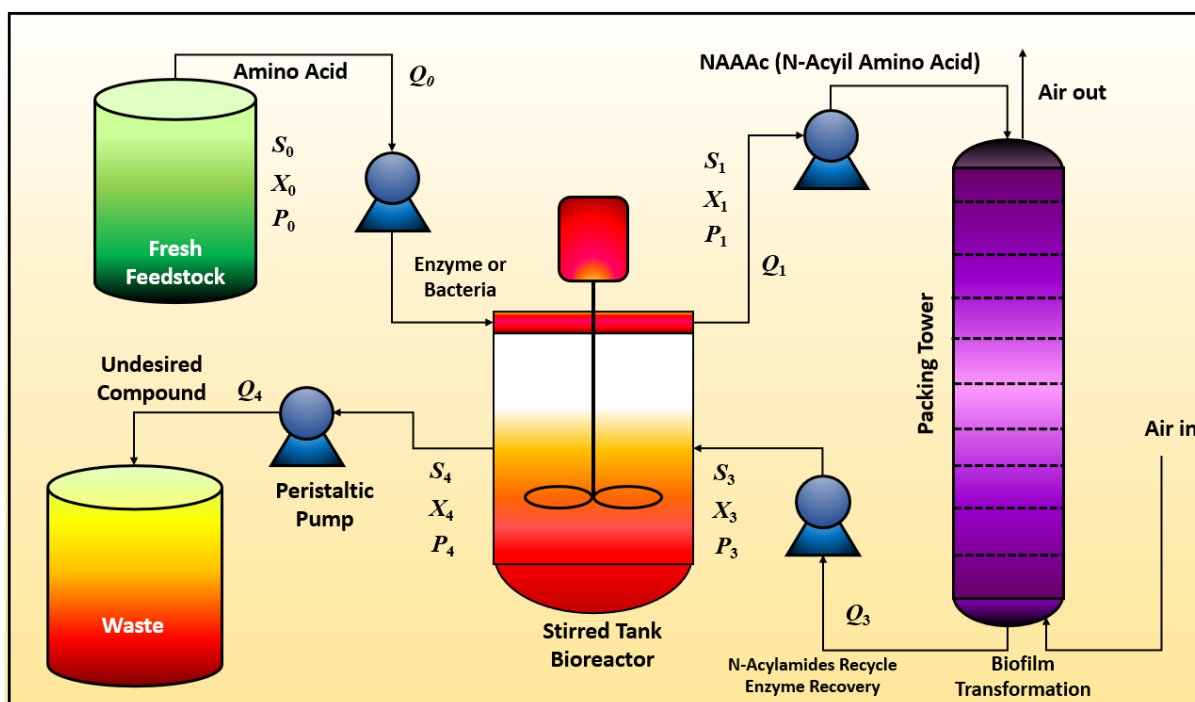 Amino Acid
Q0
S0
X0
P0
Fresh
Feedstock
Enzyme or
Bacteria
NAAAc (N-Acyil Amino Acid)
Air out
S1
X1
P1
Q1
Packing Tower
Air in
Undesired
Compound
Q4
Peristaltic
Pump
S4
X4
P4
S3
X3
P3
Waste
Stirred Tank
Bioreactor
Q3
N-Acylamides Recycle
Enzyme Recovery
Biofilm
Transformation